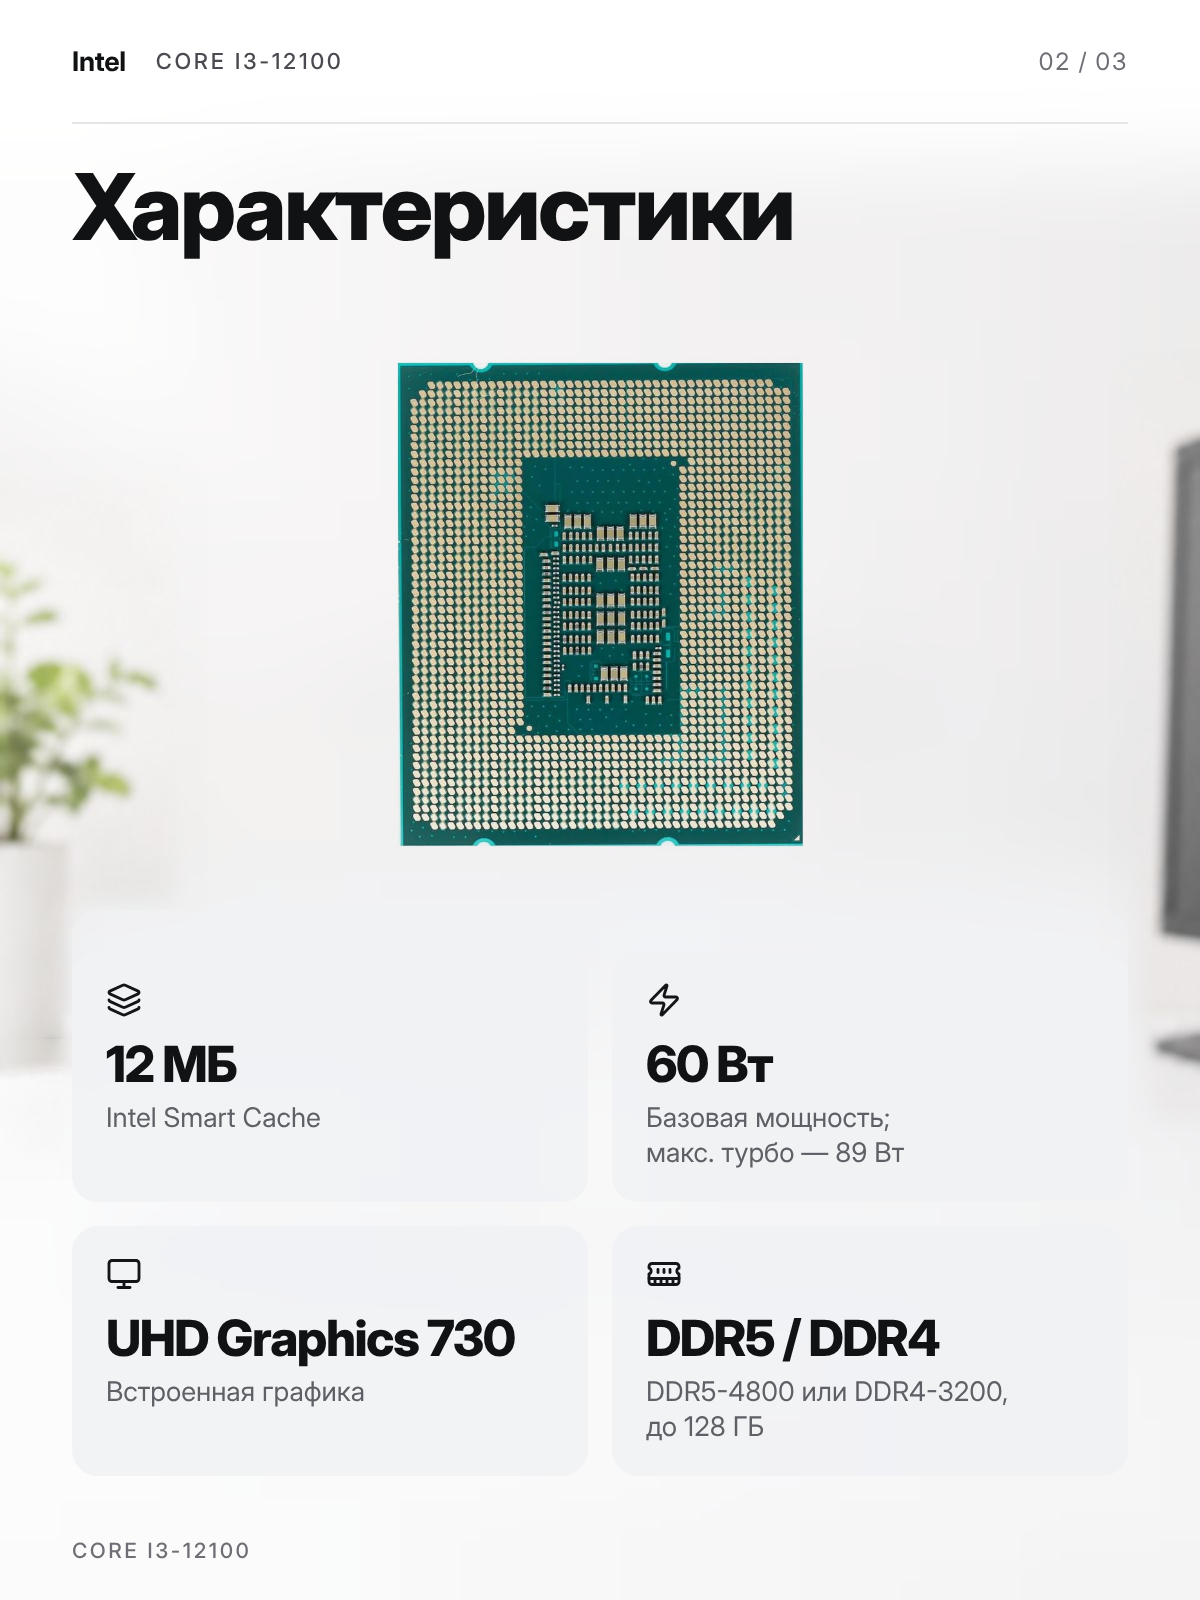 Intel CORE I3-12100 02 / 03
Характеристики
12 МБ
Intel Smart Cache
60 Вт
Базовая мощность;
макс. турбо — 89 Вт
UHD Graphics 730
Встроенная графика
DDR5 / DDR4
DDR5-4800 или DDR4-3200,
до 128 ГБ
CORE I3-12100